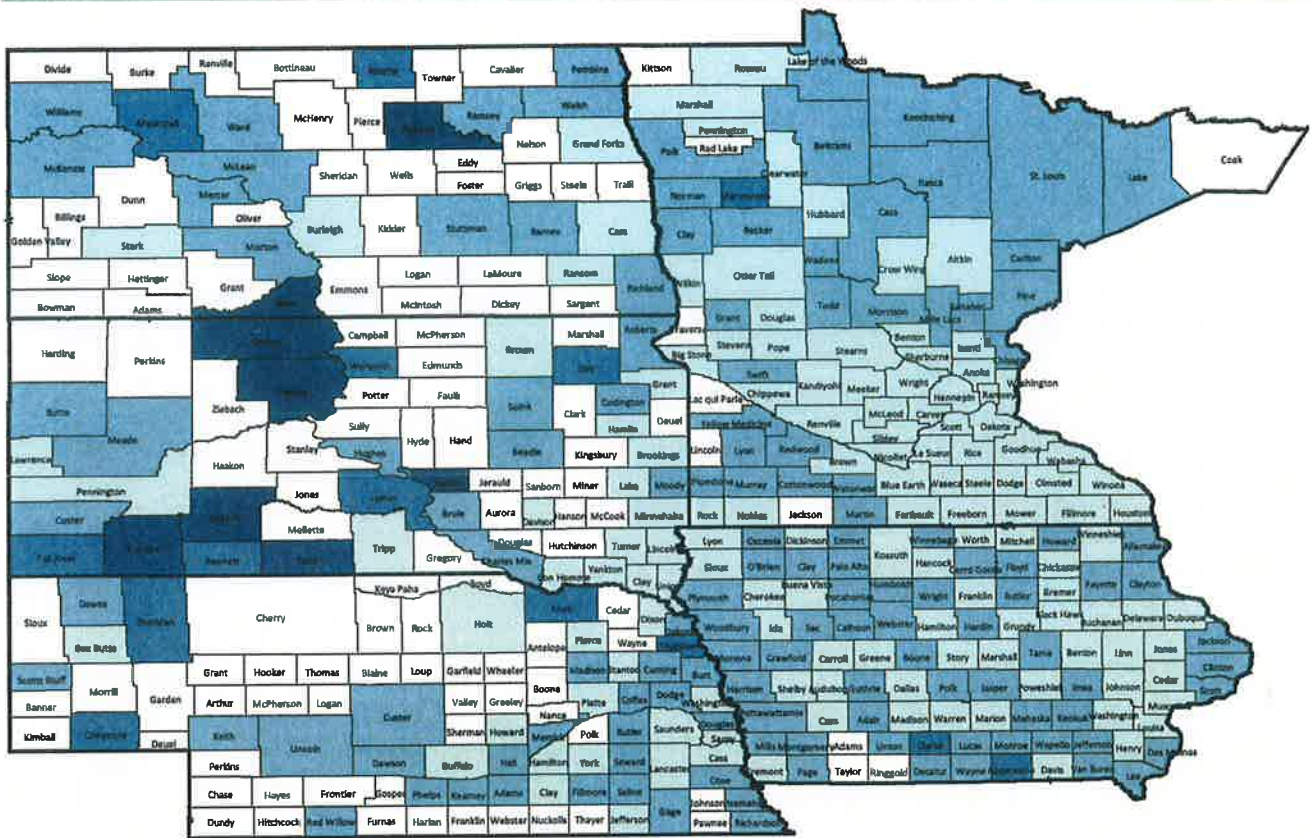 Divide Burke Renville Bottineau Rolette Towner Cavalier Pembina Kittson Roseau Lake of the Woods
Williams Mountrail Ward McHenry Pierce Ramsey Walsh Marshall Koochiching
Pennington
Polk Red Lake Beltrami Cook
McKenzie McLean Sheridan Wells Eddy Nelson Grand Forks Clearwater Itasca St. Louis Lake
Dunn Mercer Foster Griggs Steele Traill Norman Mahnomen Hubbard Cass
Billings Oliver
Golden Valley Stark Burleigh Kidder Stutsman Barnes Cass Clay Becker
Morton Wadena Crow Wing Aitkin Carlton
Slope Hettinger Grant Emmons Logan LaMoure Ransom Richland Wilkin Otter Tail
Bowman Adams McIntosh Dickey Sargent Todd Morrison Mille Lacs Kanabec Pine
Harding Perkins Campbell McPherson Brown Marshall Roberts Traverse Grant Douglas
Walworth Edmunds Day Big Stone Stevens Pope Stearns Benton Sherburne Isanti
Butte Ziebach Potter Faulk Spink Clark Codington Grant Swift Kandiyohi Meeker Wright Anoka Washington
Meade Sully Hyde Hand Hamlin Deuel Lac qui Parle Chippewa Hennepin Ramsey
Lawrence Haakon Stanley Hughes Beadle Kingsbury Brookings Yellow Medicine Renville McLeod Carver Scott Dakota
Sibley
Pennington Jones Lyman Jerauld Sanborn Miner Lake Moody Lincoln Lyon Redwood Brown Nicollet Le Sueur Rice Goodhue Wabasha
Custer Mellette Brule Aurora Davison Hanson McCook Minnehaha Pipestone Murray Cottonwood Watonwan Blue Earth Waseca Steele Dodge Olmsted Winona
Fall River Bennett Todd Tripp Gregory Douglas Hutchinson Turner Lincoln Rock Nobles Jackson Martin Faribault Freeborn Mower Fillmore Houston
Charles Mix Bon Homme Yankton Clay Union
Lyon Osceola Dickinson Emmet Kossuth Winnebago Worth Mitchell Howard Winneshiek Allamakee
Sioux O'Brien Clay Palo Alto Hancock Cerro Gordo Floyd Chickasaw
Sioux Dawes Sheridan Cherry Keya Paha Boyd Holt Knox Cedar Dixon
Plymouth Cherokee Buena Vista Pocahontas Humboldt Wright Franklin Butler Bremer Fayette Clayton
Box Butte Brown Rock Antelope Pierce Wayne
Woodbury Ida Sac Calhoun Webster Hamilton Hardin Grundy Black Hawk Buchanan Delaware Dubuque
Scotts Bluff Morrill Garden Grant Hooker Thomas Blaine Loup Garfield Wheeler Boone Madison Stanton Cuming Burt
Monona Crawford Carroll Greene Boone Story Marshall Tama Benton Linn Jones Jackson
Banner Arthur McPherson Logan Custer Valley Greeley Nance Platte Colfax Dodge Washington
Harrison Shelby Audubon Guthrie Dallas Polk Jasper Poweshiek Iowa Johnson Cedar Clinton Scott
Kimball Cheyenne Deuel Keith Lincoln Sherman Howard Merrick Polk Butler Saunders Douglas Sarpy
Pottawattamie Cass Adair Madison Warren Marion Mahaska Keokuk Washington
Perkins Dawson Buffalo Hall Hamilton York Seward Lancaster Cass Otoe
Mills Montgomery Adams Union Clarke Lucas Monroe Wapello Jefferson Henry Des Moines
Chase Hayes Frontier Gosper Phelps Kearney Adams Clay Fillmore Saline Gage Johnson Nemaha
Fremont Page Taylor Ringgold Decatur Wayne Appanoose Davis Van Buren Lee
Dundy Hitchcock Red Willow Furnas Harlan Franklin Webster Nuckolls Thayer Jefferson Pawnee Richardson